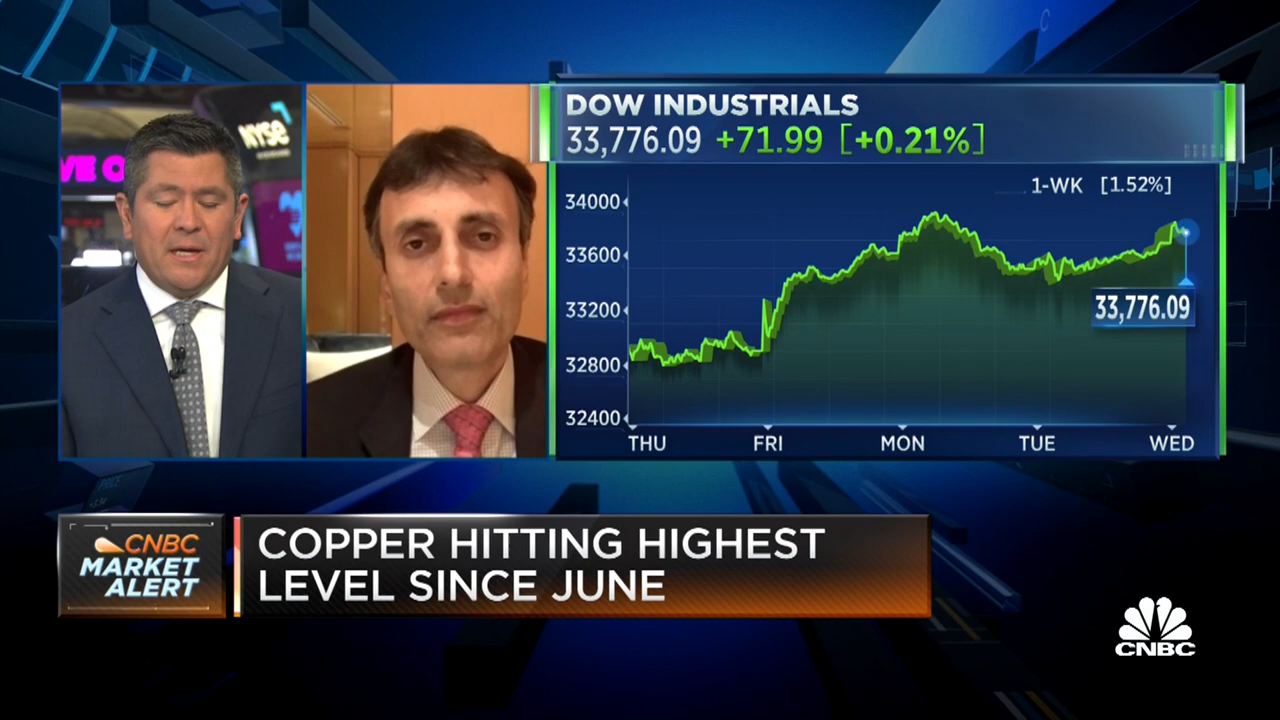 NYSE
VE O
DOW INDUSTRIALS
33,776.09 +71.99 [+0.21%]
1-WK [1.52%]
34000
33600
33200
32800
32400
33,776.09
THU FRI MON TUE WED
CNBC
MARKET
ALERT
COPPER HITTING HIGHEST
LEVEL SINCE JUNE
CNBC